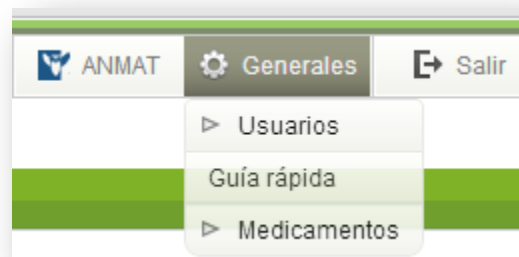 ANMAT Generales Salir
Usuarios
Guía rápida
Medicamentos